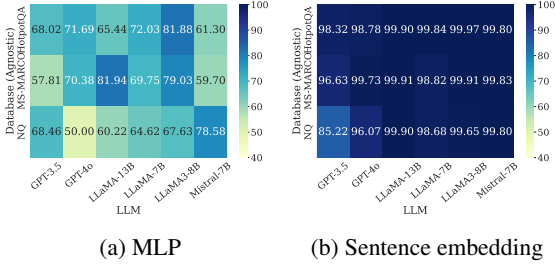 Database (Agnostic)
HotpotQA
MS-MARCO
NQ
68.02 71.69 65.44 72.03 81.88 61.30
57.81 70.38 81.94 69.75 79.03 59.70
68.46 50.00 60.22 64.62 67.63 78.58
GPT-3.5 GPT-4o LLaMA-13B LLaMA-7B LLaMA3-8B Mistral-7B
LLM
100
90
80
70
60
50
40
(a) MLP
Database (Agnostic)
HotpotQA
MS-MARCO
NQ
98.32 98.78 99.90 99.84 99.97 99.80
96.63 99.73 99.91 98.82 99.91 99.83
85.22 96.07 99.90 98.68 99.65 99.80
GPT-3.5 GPT-4o LLaMA-13B LLaMA-7B LLaMA3-8B Mistral-7B
LLM
100
90
80
70
60
50
40
(b) Sentence embedding